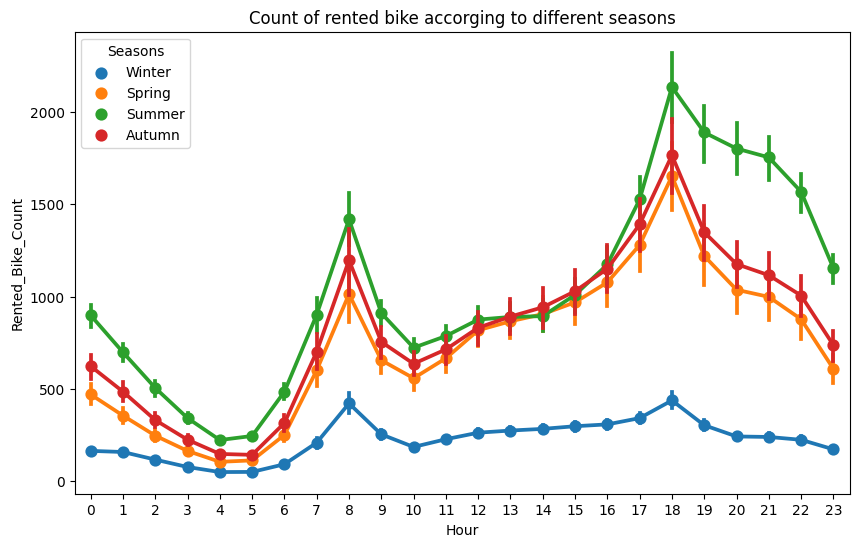 Count of rented bike accorging to different seasons
Seasons
Winter
Spring
Summer
Autumn
2000
1500
1000
500
0
Rented_Bike_Count
0 1 2 3 4 5 6 7 8 9 10 11 12 13 14 15 16 17 18 19 20 21 22 23
Hour